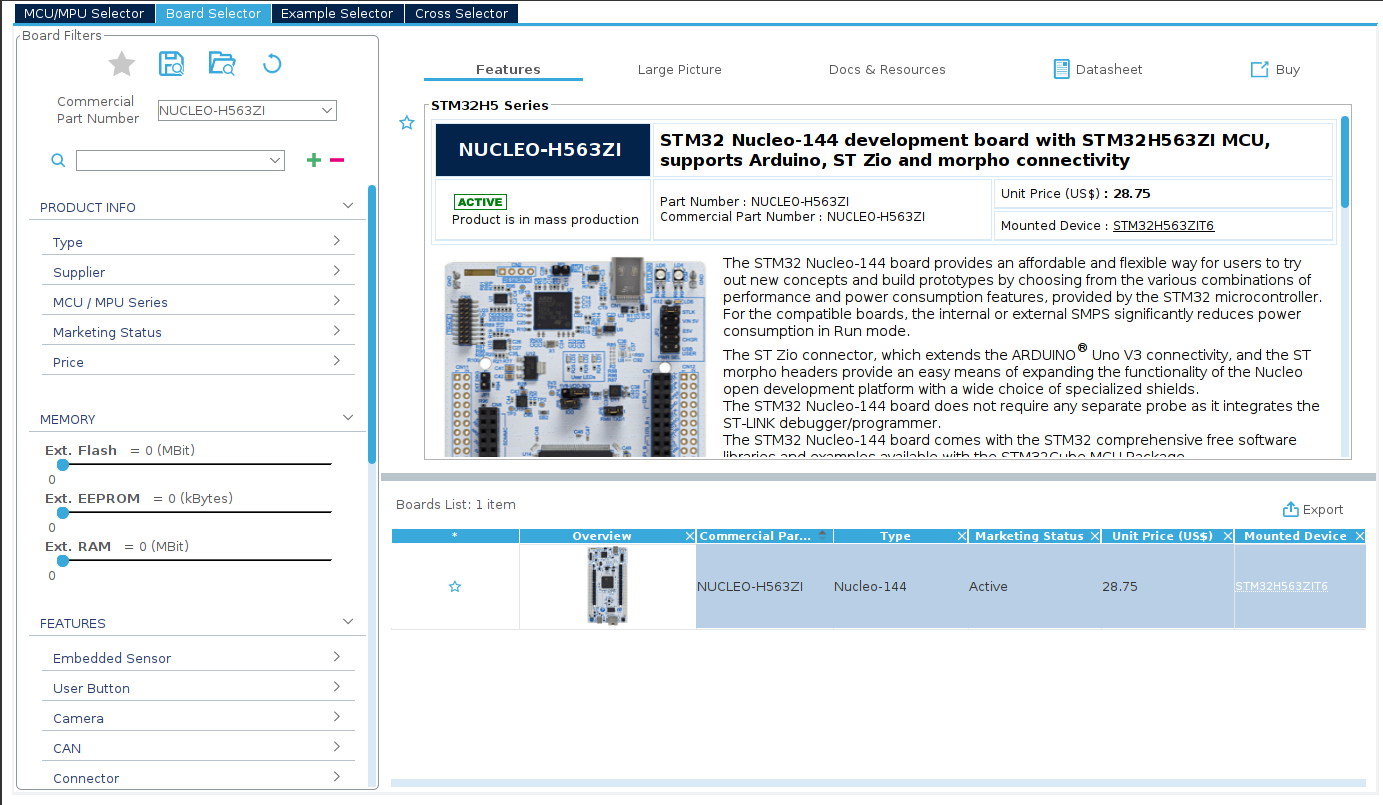 MCU/MPU Selector
Board Selector
Example Selector
Cross Selector
Board Filters
Commercial
Part Number
NUCLEO-H563ZI
PRODUCT INFO
Type
Supplier
MCU / MPU Series
Marketing Status
Price
MEMORY
Ext. Flash = 0 (MBit)
0
Ext. EEPROM = 0 (kBytes)
0
Ext. RAM = 0 (MBit)
0
FEATURES
Embedded Sensor
User Button
Camera
CAN
Connector
Features
Large Picture
Docs & Resources
Datasheet
Buy
STM32H5 Series
NUCLEO-H563ZI
STM32 Nucleo-144 development board with STM32H563ZI MCU,
supports Arduino, ST Zio and morpho connectivity
ACTIVE
Product is in mass production
Part Number : NUCLEO-H563ZI
Commercial Part Number : NUCLEO-H563ZI
Unit Price (US$) : 28.75
Mounted Device : STM32H563ZIT6
The STM32 Nucleo-144 board provides an affordable and flexible way for users to try
out new concepts and build prototypes by choosing from the various combinations of
performance and power consumption features, provided by the STM32 microcontroller.
For the compatible boards, the internal or external SMPS significantly reduces power
consumption in Run mode.
The ST Zio connector, which extends the ARDUINO® Uno V3 connectivity, and the ST
morpho headers provide an easy means of expanding the functionality of the Nucleo
open development platform with a wide choice of specialized shields.
The STM32 Nucleo-144 board does not require any separate probe as it integrates the
ST-LINK debugger/programmer.
The STM32 Nucleo-144 board comes with the STM32 comprehensive free software
libraries and examples available with the STM32Cube MCU Package.
Boards List: 1 item
Export
*
Overview
Commercial Par...
Type
Marketing Status
Unit Price (US$)
Mounted Device
NUCLEO-H563ZI
Nucleo-144
Active
28.75
STM32H563ZIT6